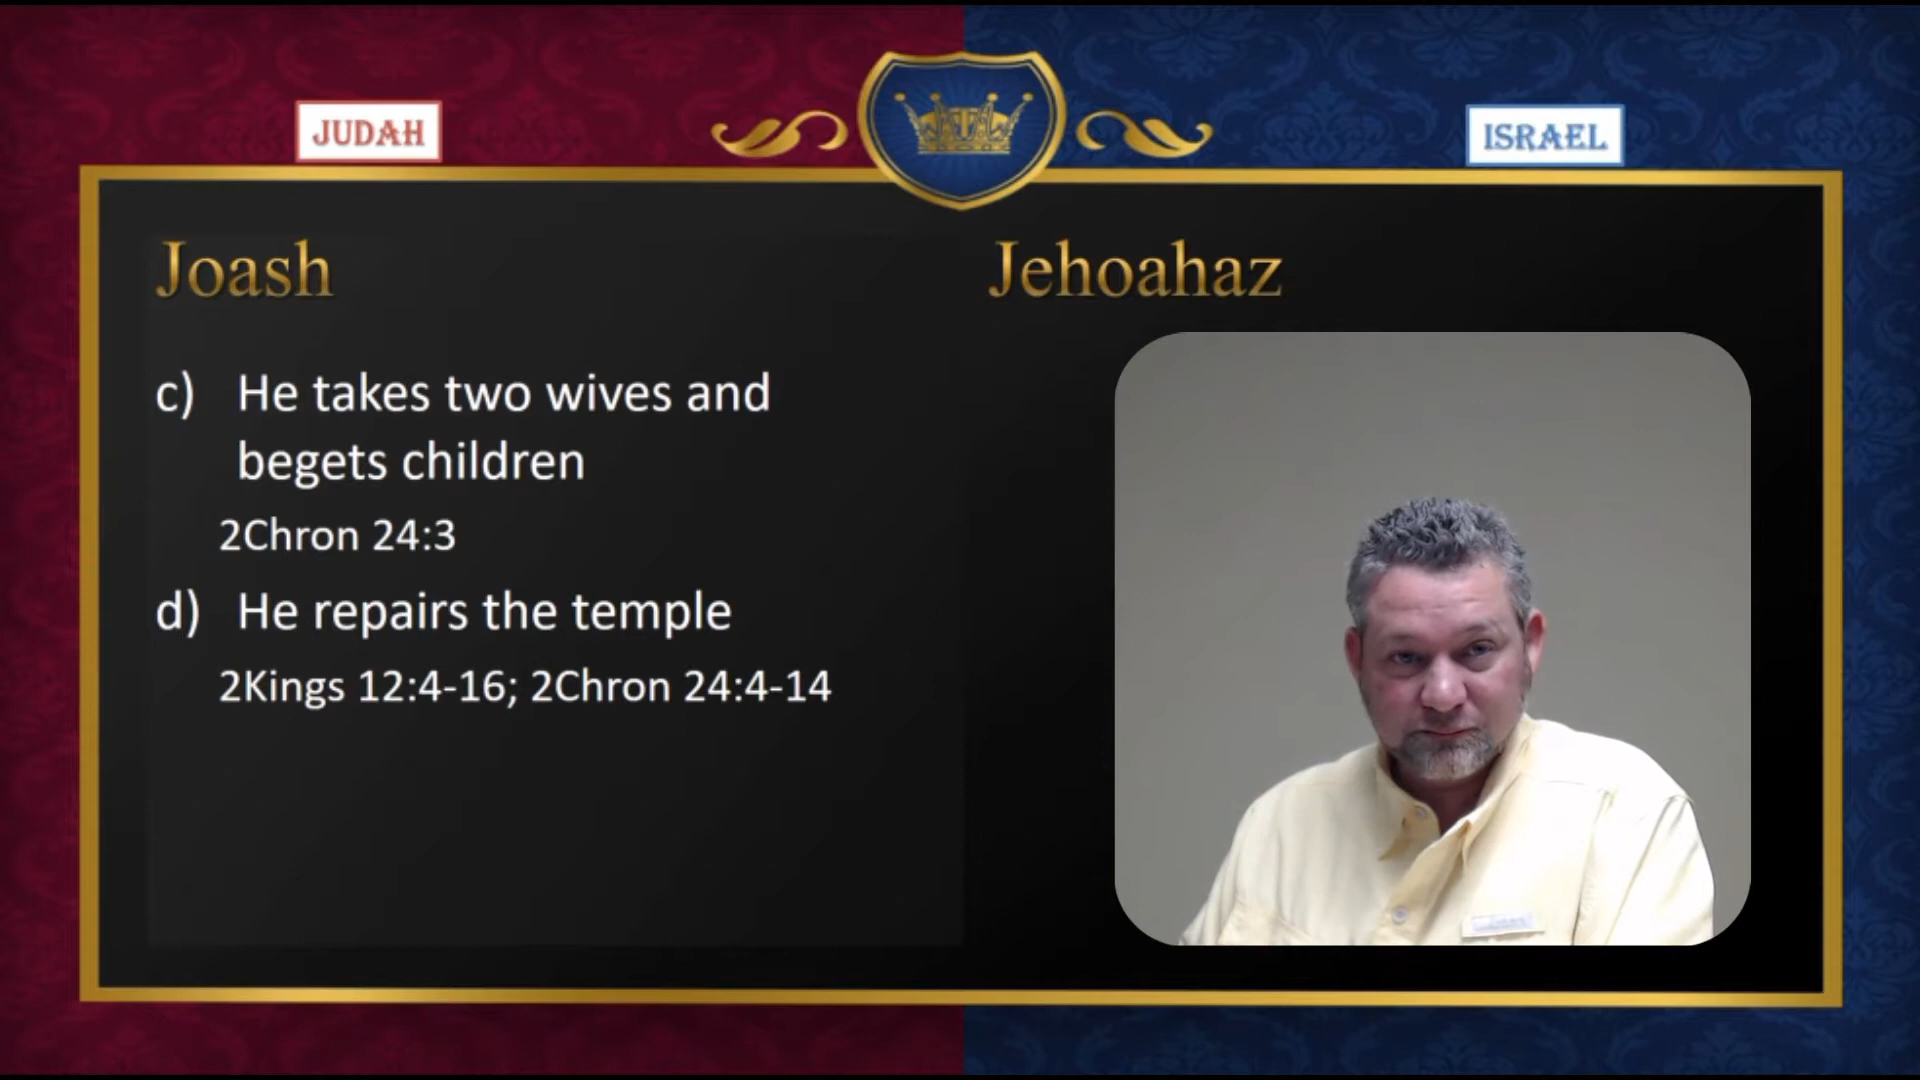 JUDAH
ISRAEL
Joash
Jehoahaz
c) He takes two wives and
begets children
2Chron 24:3
d) He repairs the temple
2Kings 12:4-16; 2Chron 24:4-14